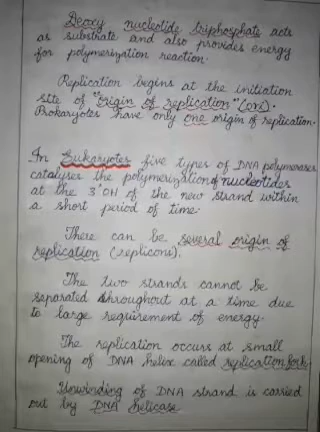 Deoxy nucleotide triphosphate acts
as substrate and also provides energy
for polymerization reaction.
Replication begins at the initiation
site of "origin of replication" (ori).
Prokaryotes have only one origin of replication.
In Eukaryotes five types of DNA polymerases
catalyses the polymerization of nucleotides
at the 3'OH of the new strand within
a short period of time.
There can be several origin of
replication (replicons).
The two strands cannot be
separated throughout at a time due
to large requirement of energy.
The replication occurs at small
opening of DNA helix called replication fork.
Unwinding of DNA strand is carried
out by DNA helicase